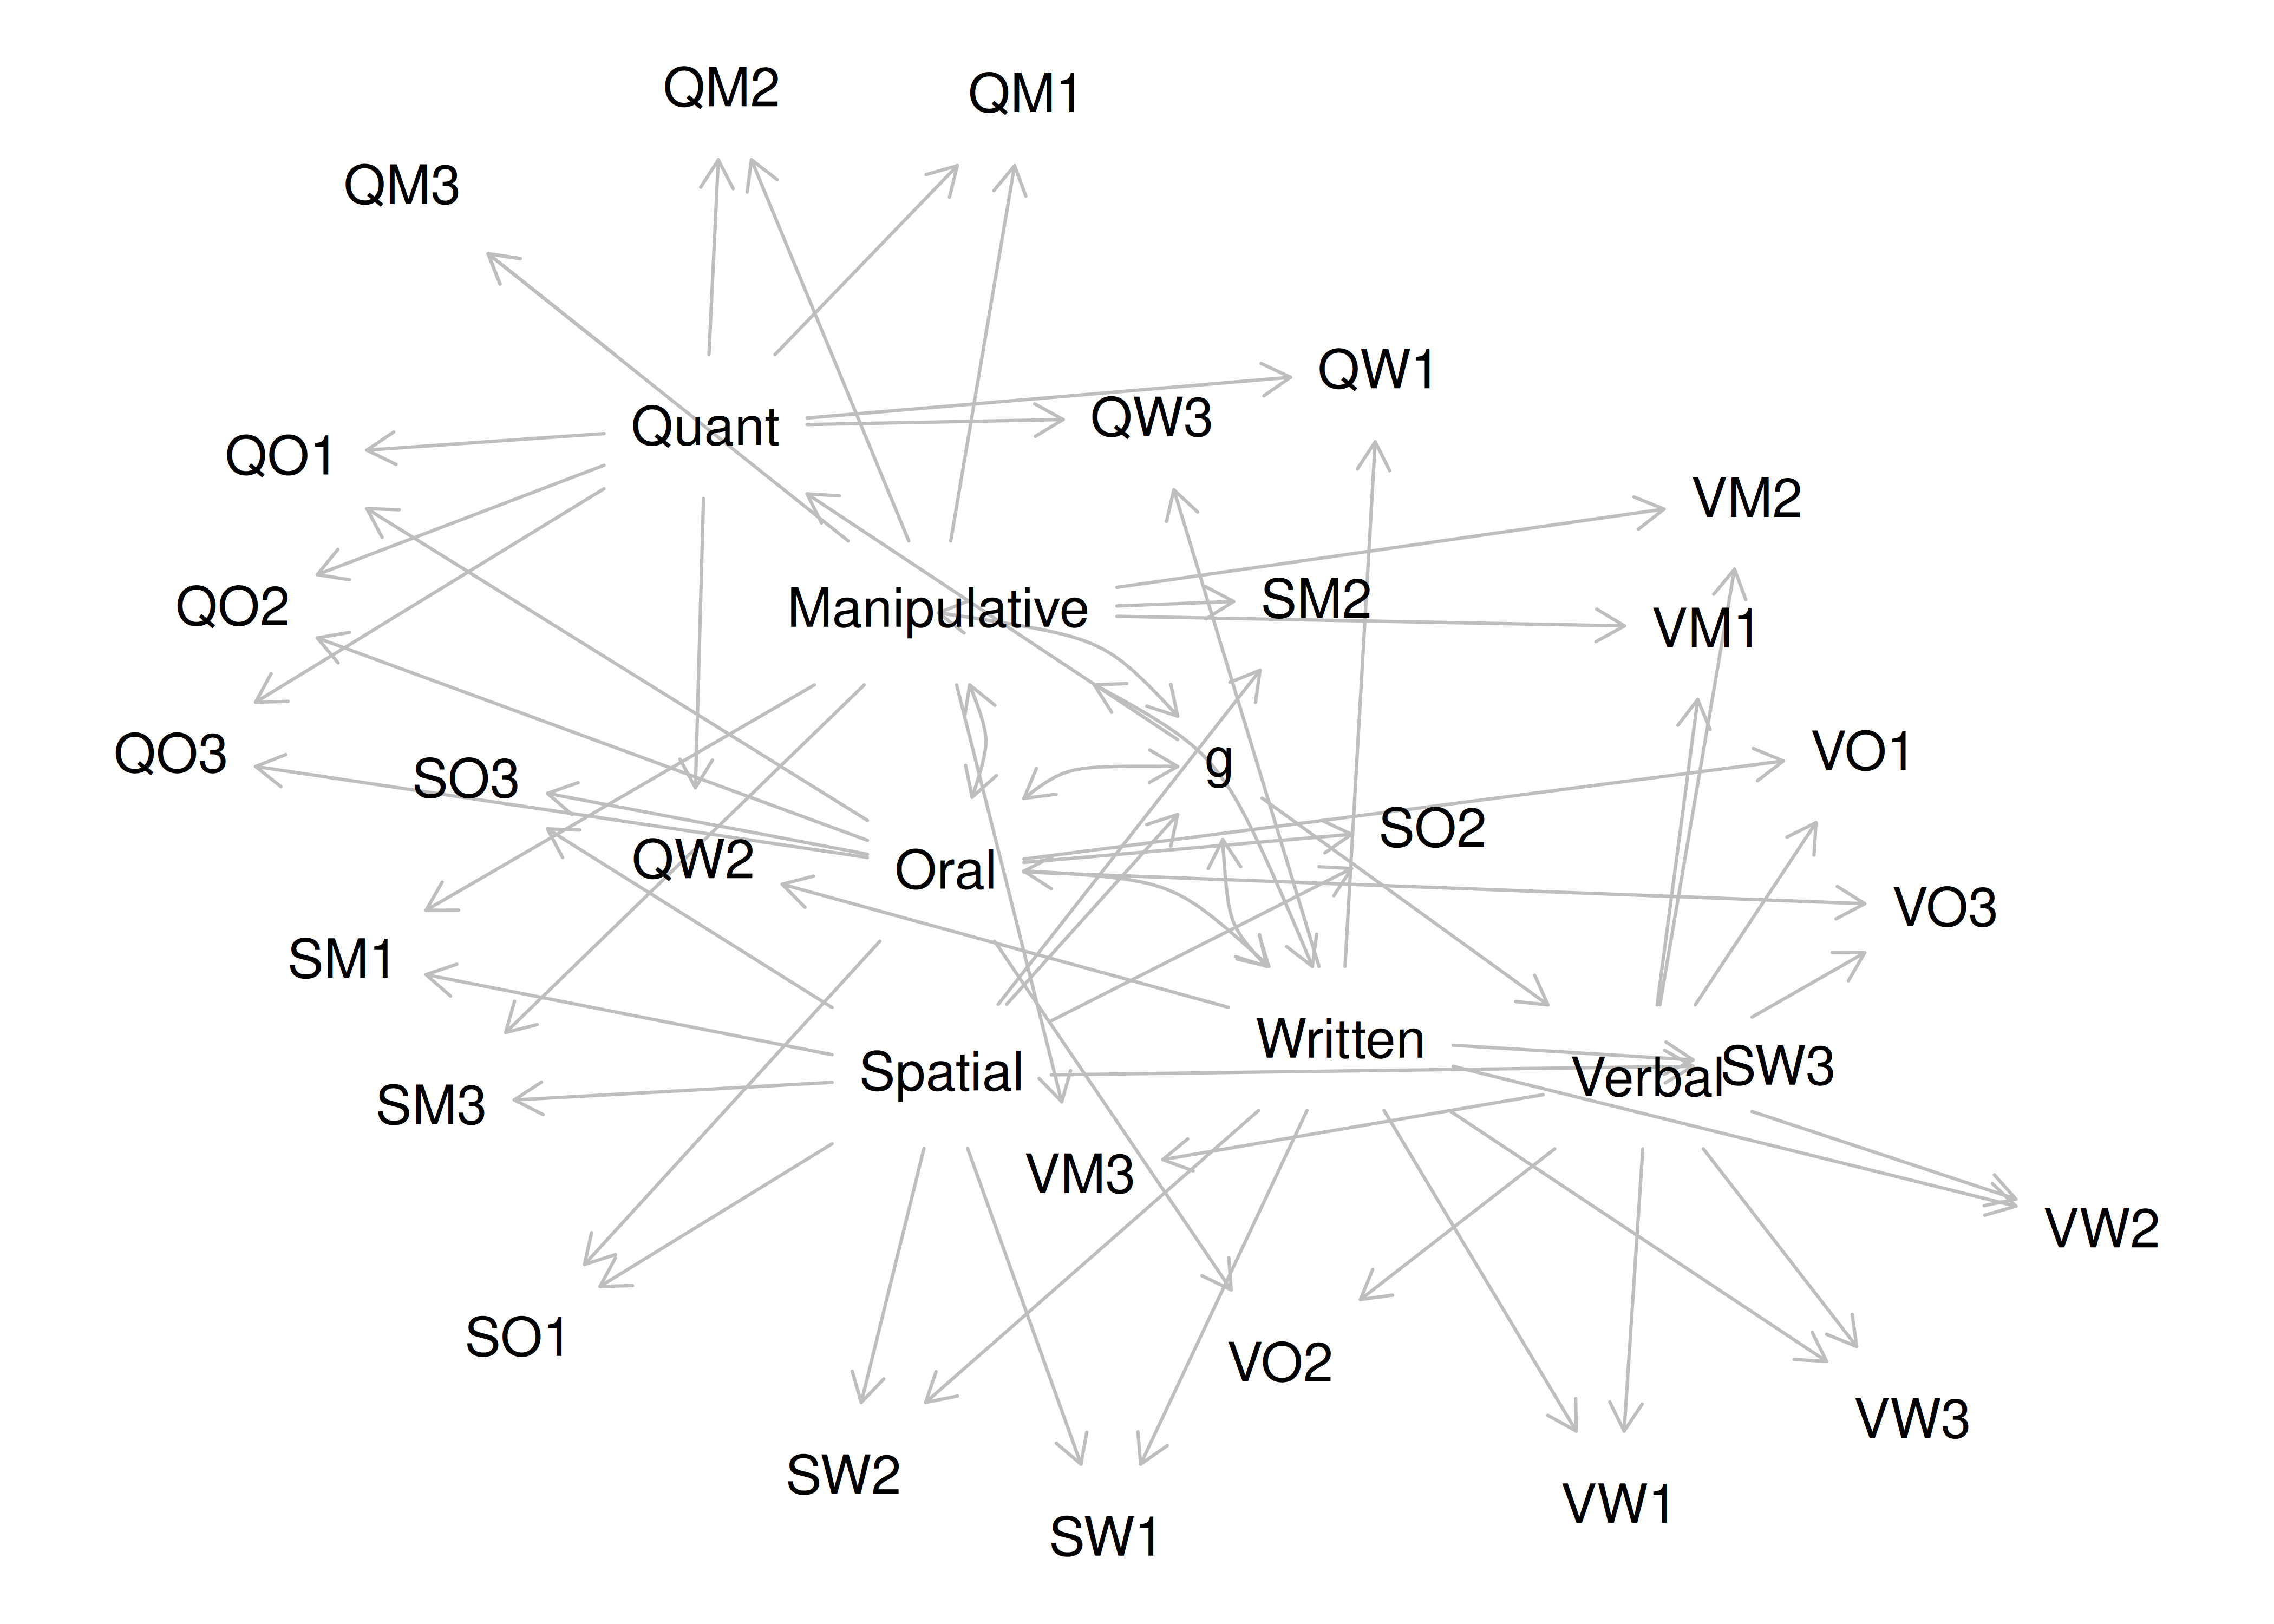 QM2
QM1
QM3
QW1
QW3
Quant
QO1
VM2
SM2
QO2
Manipulative
VM1
VO1
QO3
g
SO3
SO2
QW2
Oral
VO3
SM1
Written
SW3
Spatial
Verbal
SM3
VM3
VW2
SO1
VO2
VW3
SW2
VW1
SW1